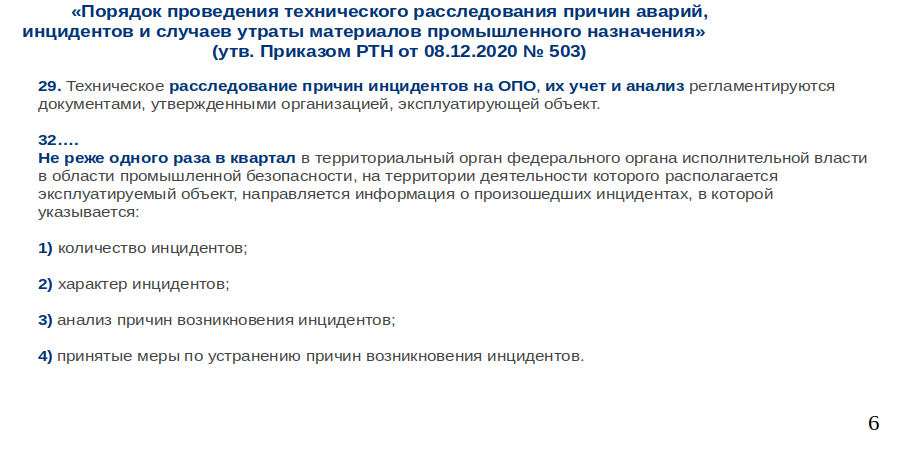 «Порядок проведения технического расследования причин аварий,
инцидентов и случаев утраты материалов промышленного назначения»
(утв. Приказом РТН от 08.12.2020 № 503)
29. Техническое расследование причин инцидентов на ОПО, их учет и анализ регламентируются
документами, утвержденными организацией, эксплуатирующей объект.
32….
Не реже одного раза в квартал в территориальный орган федерального органа исполнительной власти
в области промышленной безопасности, на территории деятельности которого располагается
эксплуатируемый объект, направляется информация о произошедших инцидентах, в которой
указывается:
1) количество инцидентов;
2) характер инцидентов;
3) анализ причин возникновения инцидентов;
4) принятые меры по устранению причин возникновения инцидентов.
6